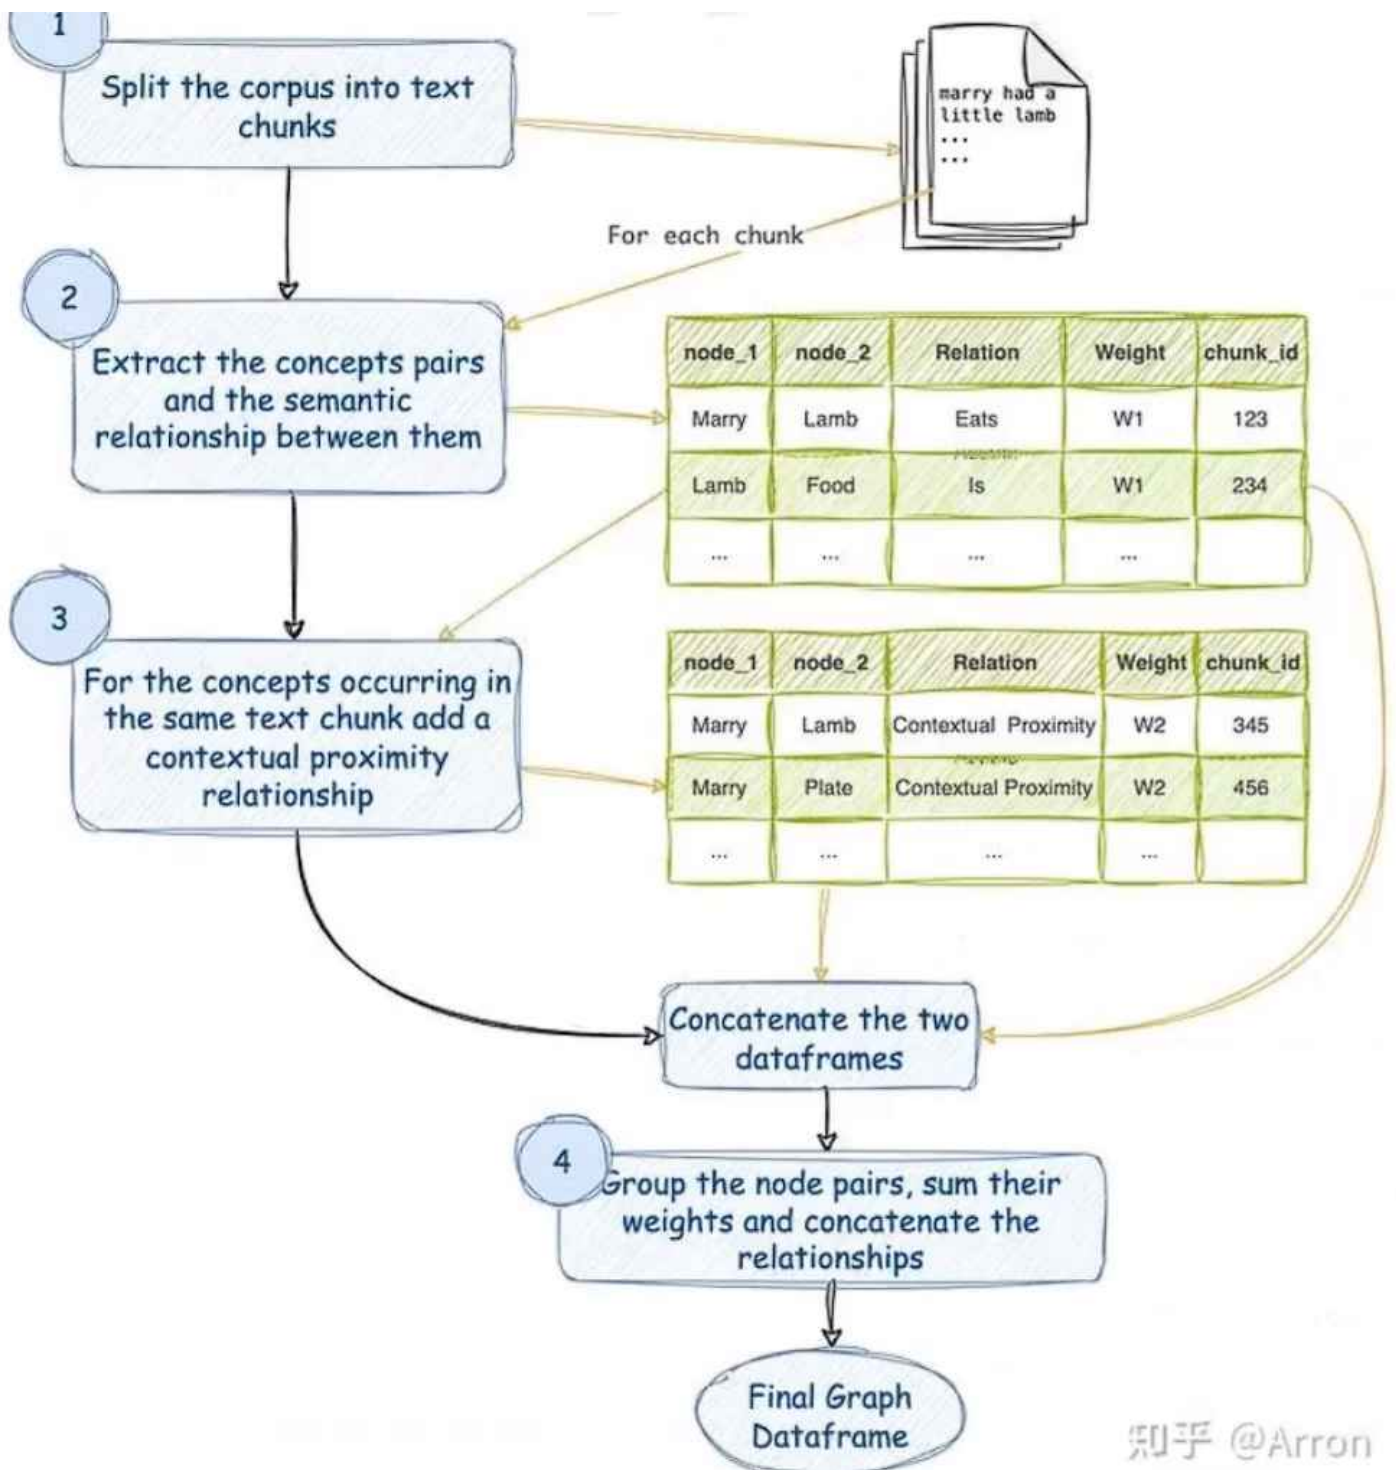 1
Split the corpus into text
chunks
marry had a
little lamb
...
...
For each chunk
2
Extract the concepts pairs
and the semantic
relationship between them
node_1 node_2 Relation Weight chunk_id
Marry Lamb Eats W1 123
Lamb Food Is W1 234
... ... ... ...
3
For the concepts occurring in
the same text chunk add a
contextual proximity
relationship
node_1 node_2 Relation Weight chunk_id
Marry Lamb Contextual Proximity W2 345
Marry Plate Contextual Proximity W2 456
... ... ... ...
Concatenate the two
dataframes
4
Group the node pairs, sum their
weights and concatenate the
relationships
Final Graph
Dataframe
知乎 @Arron